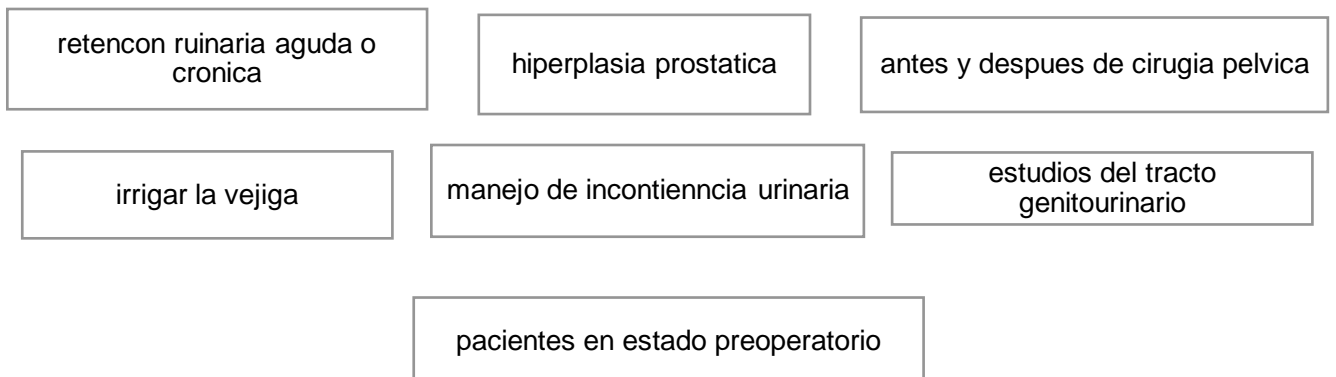 retencon ruinaria aguda o
cronica
hiperplasia prostatica
antes y despues de cirugia pelvica
irrigar la vejiga
manejo de incontienncia urinaria
estudios del tracto
genitourinario
pacientes en estado preoperatorio